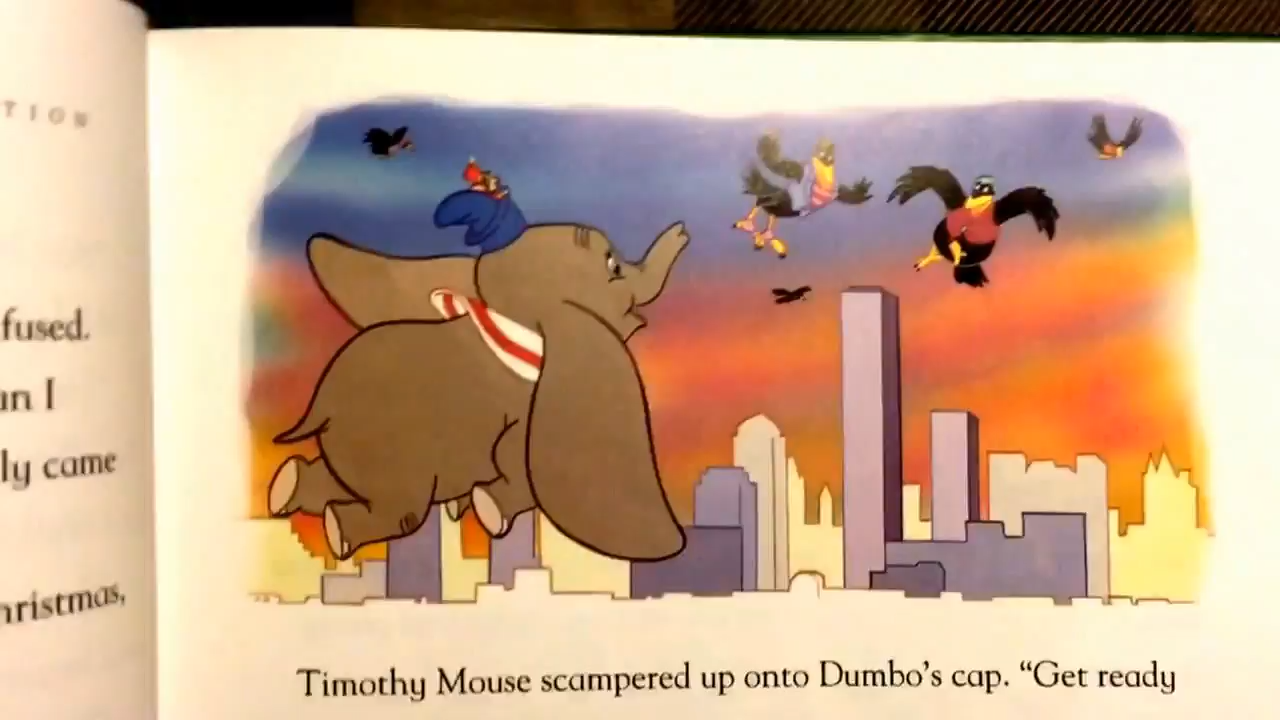 TION
fused.
an I
ly came
hristmas,
Timothy Mouse scampered up onto Dumbo's cap. “Get ready